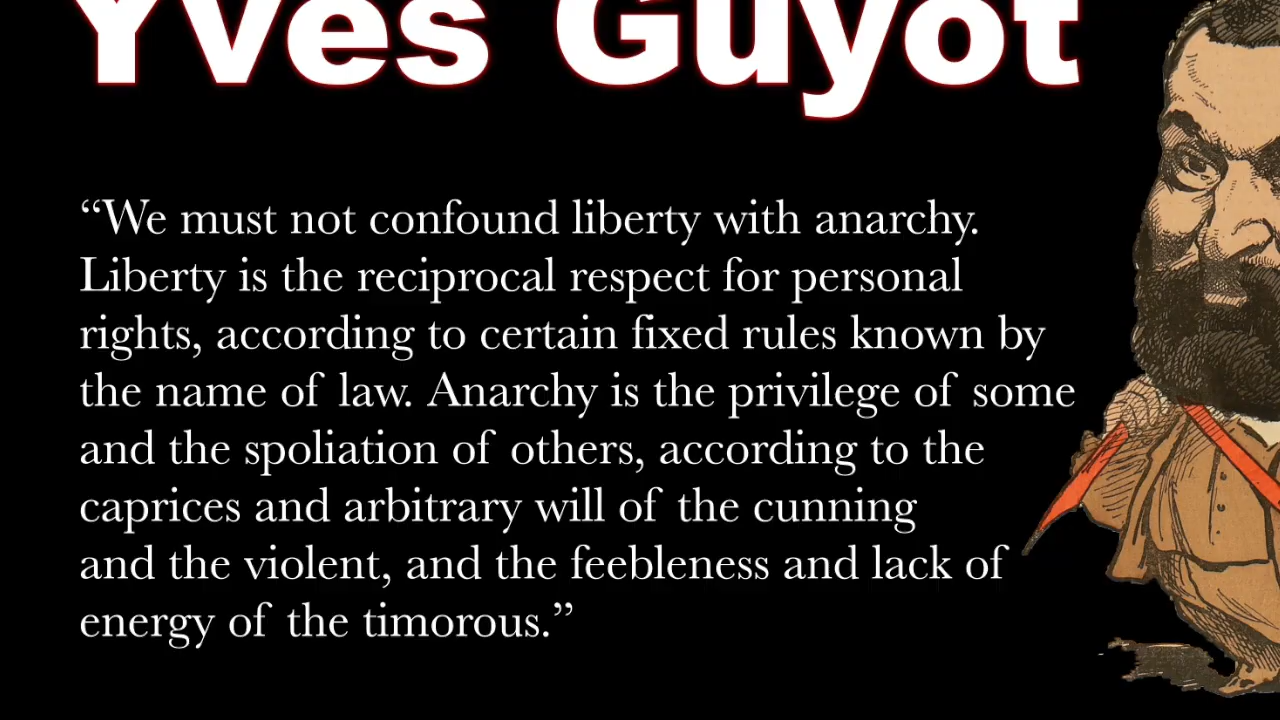 Yves Guyot
“We must not confound liberty with anarchy.
Liberty is the reciprocal respect for personal
rights, according to certain fixed rules known by
the name of law. Anarchy is the privilege of some
and the spoliation of others, according to the
caprices and arbitrary will of the cunning
and the violent, and the feebleness and lack of
energy of the timorous.”